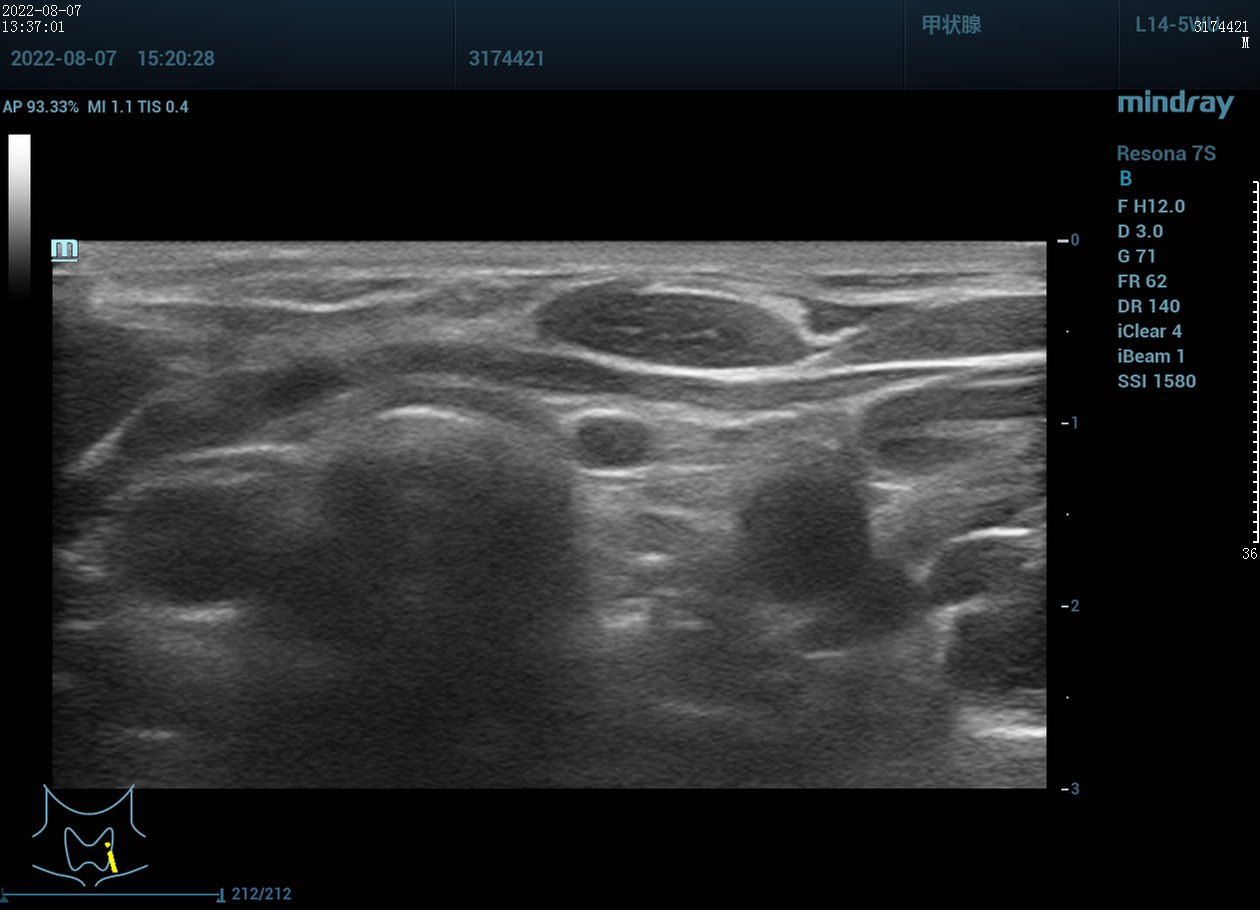 2022-08-07
13:37:01
2022-08-07 15:20:28
3174421
甲状腺
3174421
M
AP 93.33% MI 1.1 TIS 0.4
mindray
Resona 7S
B
F H12.0
D 3.0
G 71
FR 62
DR 140
iClear 4
iBeam 1
SSI 1580
m
0
1
2
3
36
212/212